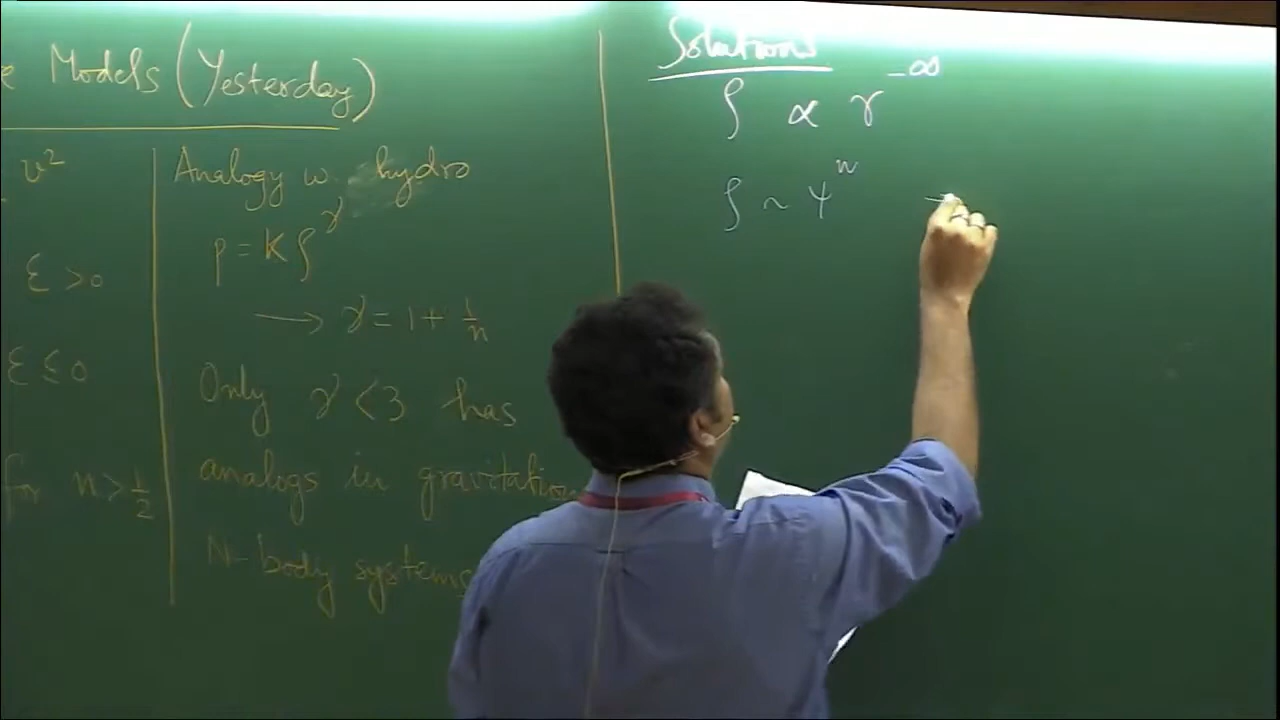 e Models (Yesterday)
v²
ε > 0
ε ≤ 0
for n > 1/2
Analogy w. hydro
p = K ρ^γ
→ γ = 1 + 1/n
Only γ < 3 has
analogs in gravitation
N-body systems
Solutions
ρ ∝ r^-∞
ρ ~ ψ^n